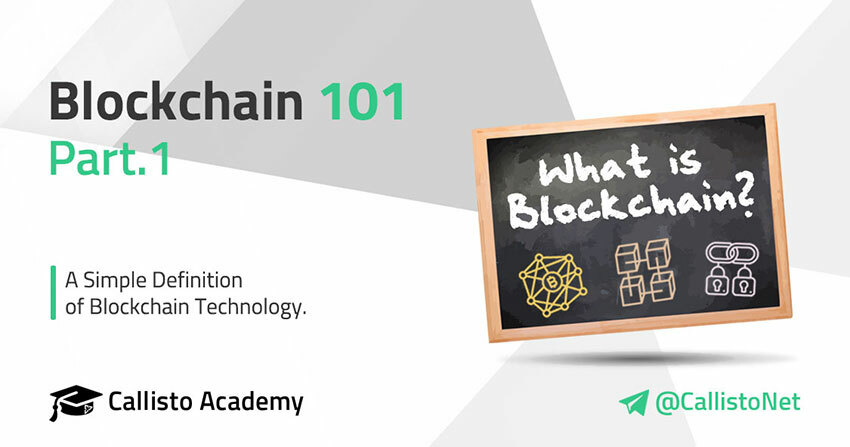 Blockchain 101
Part.1
What is
Blockchain?
A Simple Definition
of Blockchain Technology.
Callisto Academy
@CallistoNet